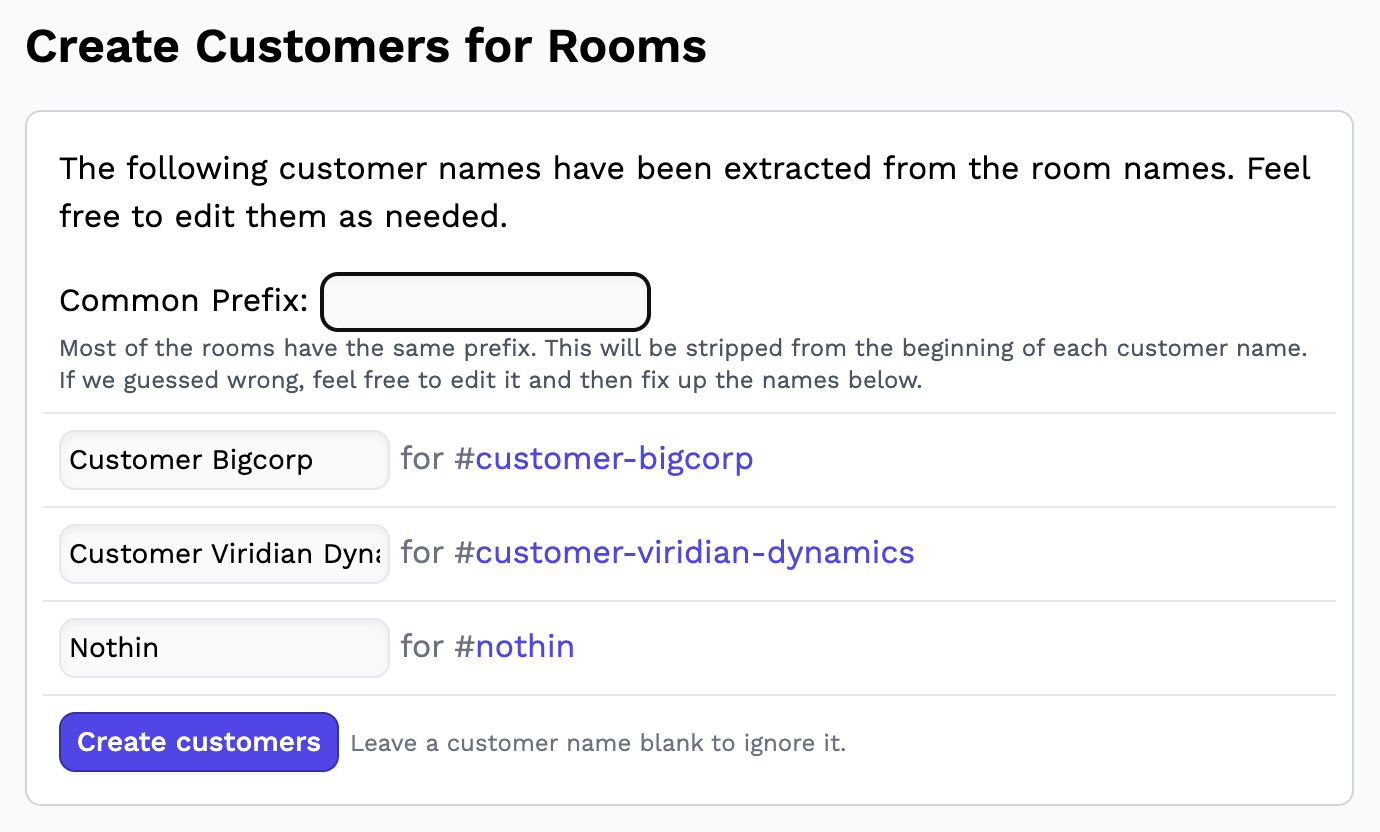 Create Customers for Rooms
The following customer names have been extracted from the room names. Feel
free to edit them as needed.
Common Prefix:
Most of the rooms have the same prefix. This will be stripped from the beginning of each customer name.
If we guessed wrong, feel free to edit it and then fix up the names below.
Customer Bigcorp for #customer-bigcorp
Customer Viridian Dyna for #customer-viridian-dynamics
Nothin for #nothin
Create customers Leave a customer name blank to ignore it.